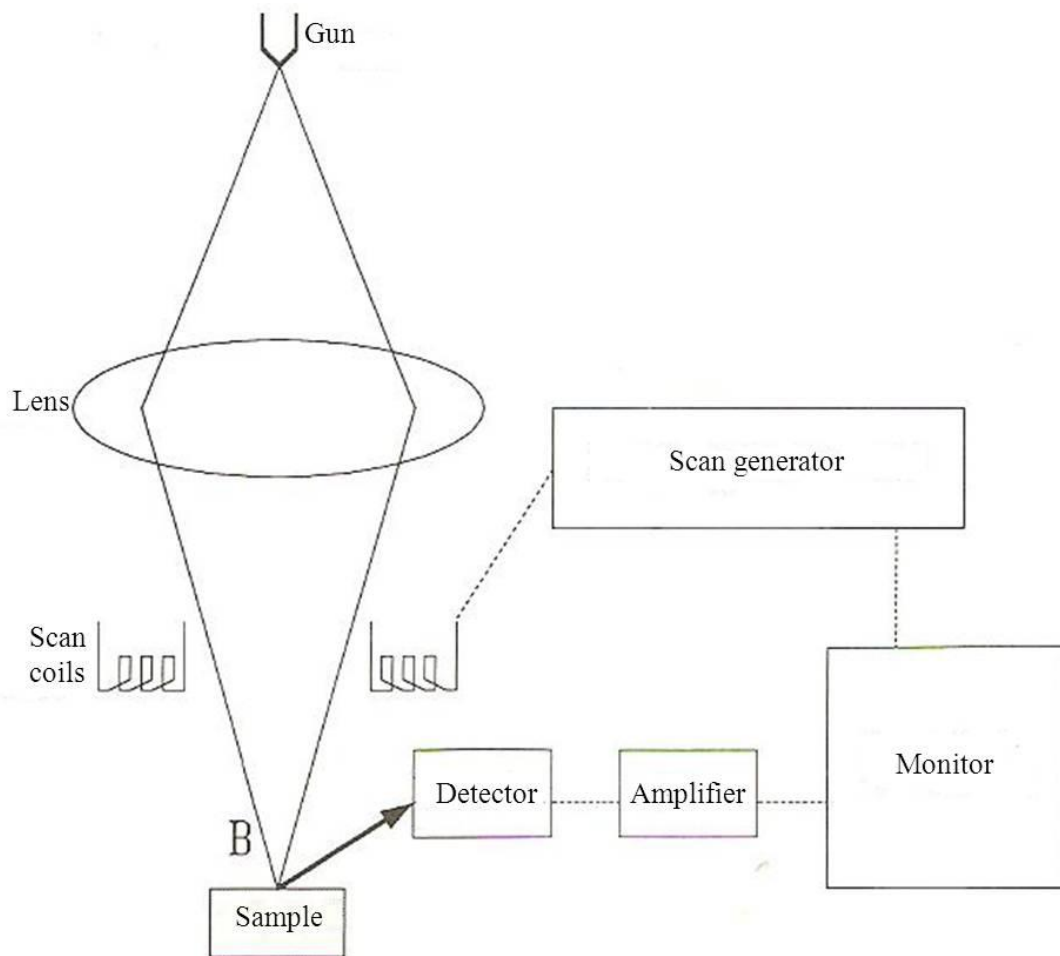 Gun
Lens
Scan generator
Scan
coils
Monitor
Detector
Amplifier
B
Sample